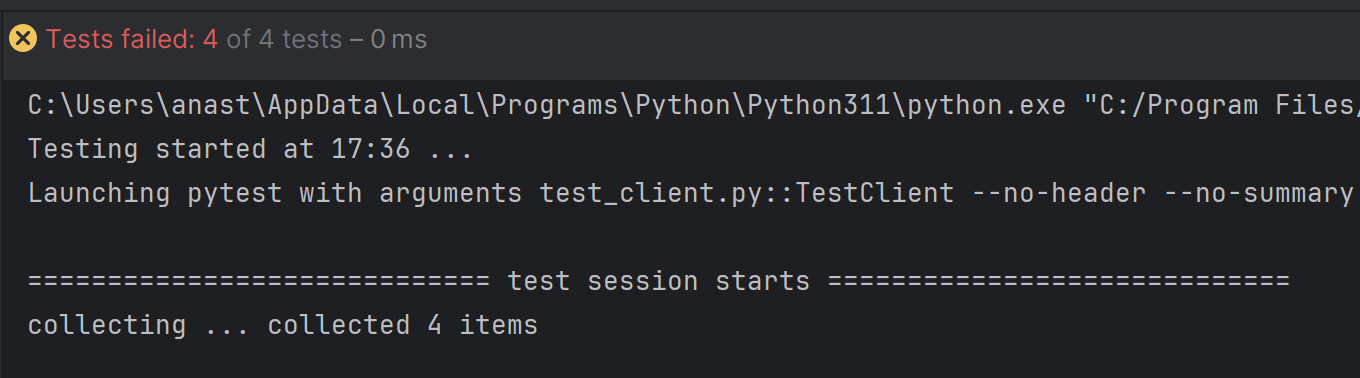 Tests failed: 4 of 4 tests – 0 ms
C:\Users\anast\AppData\Local\Programs\Python\Python311\python.exe "C:/Program Files/
Testing started at 17:36 ...
Launching pytest with arguments test_client.py::TestClient --no-header --no-summary
============================= test session starts =============================
collecting ... collected 4 items